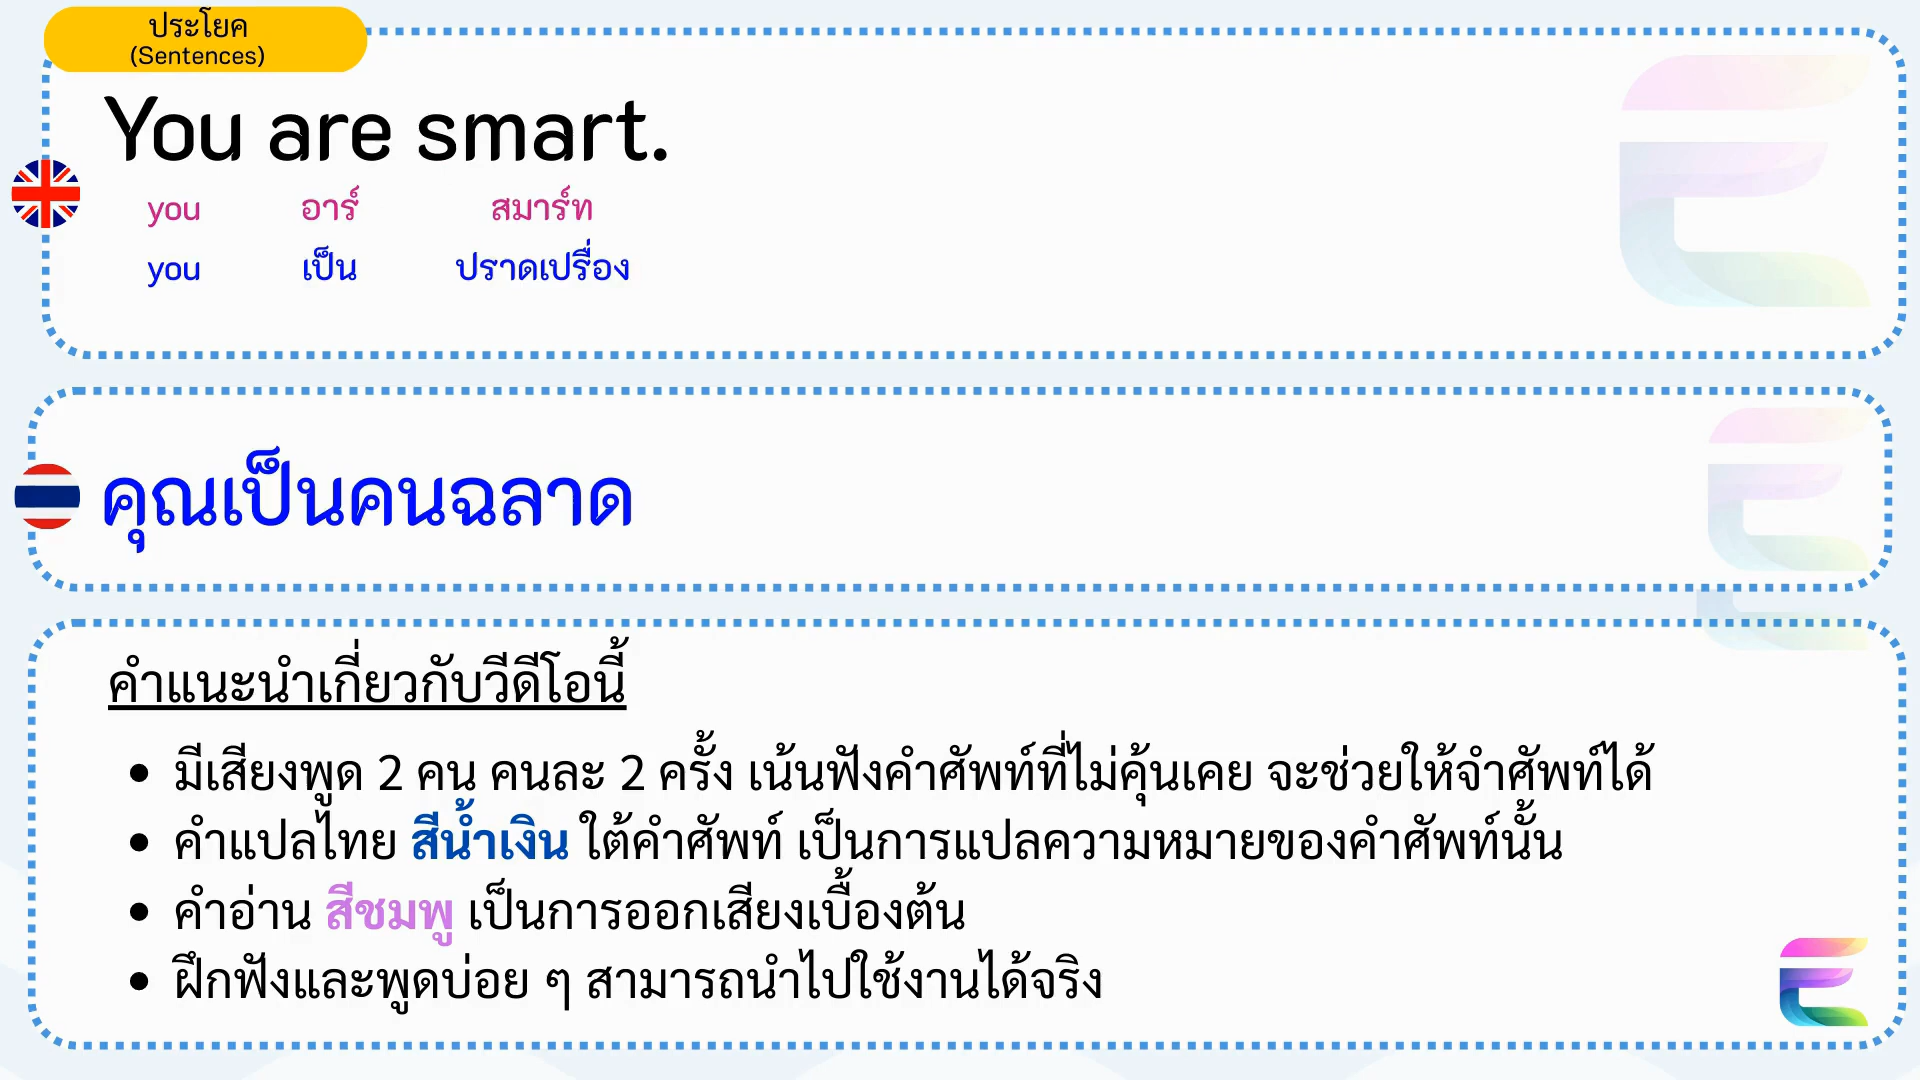 ประโยค
(Sentences)
You are smart.
you อาร์ สมาร์ท
you เป็น ปราดเปรื่อง
คุณเป็นคนฉลาด
คำแนะนำเกี่ยวกับวีดีโอนี้
• มีเสียงพูด 2 คน คนละ 2 ครั้ง เน้นฟังคำศัพท์ที่ไม่คุ้นเคย จะช่วยให้จำศัพท์ได้
• คำแปลไทย สีน้ำเงิน ใต้คำศัพท์ เป็นการแปลความหมายของคำศัพท์นั้น
• คำอ่าน สีชมพู เป็นการออกเสียงเบื้องต้น
• ฝึกฟังและพูดบ่อย ๆ สามารถนำไปใช้งานได้จริง